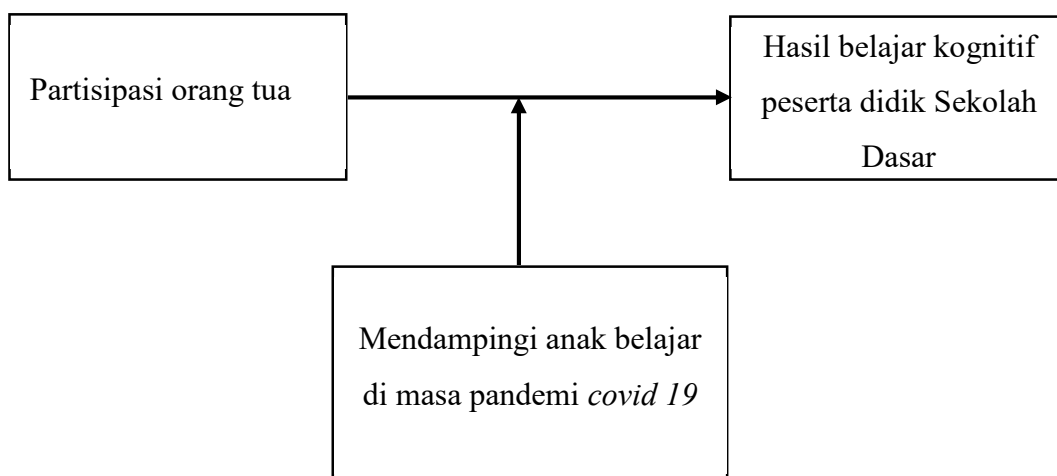 Partisipasi orang tua
Hasil belajar kognitif
peserta didik Sekolah
Dasar
Mendampingi anak belajar
di masa pandemi covid 19